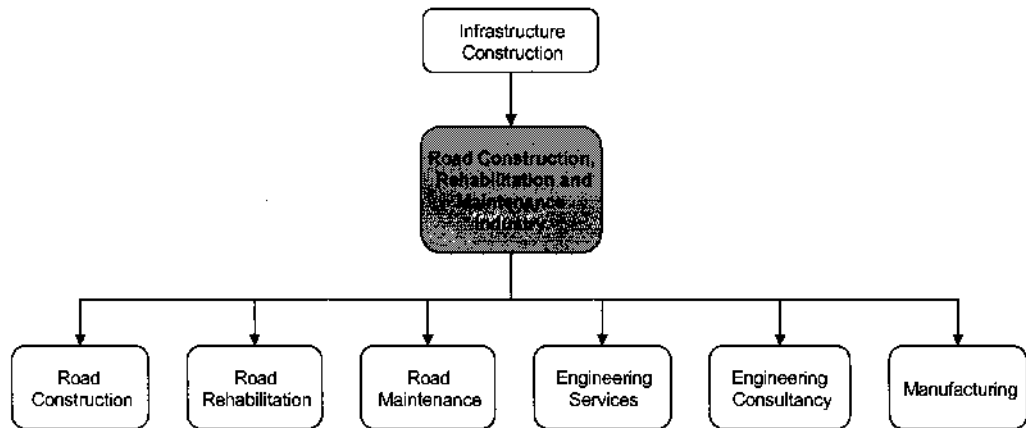 Infrastructure
Construction
Road Construction,
Rehabilitation and
Maintenance
Industry
Road
Construction
Road
Rehabilitation
Road
Maintenance
Engineering
Services
Engineering
Consultancy
Manufacturing